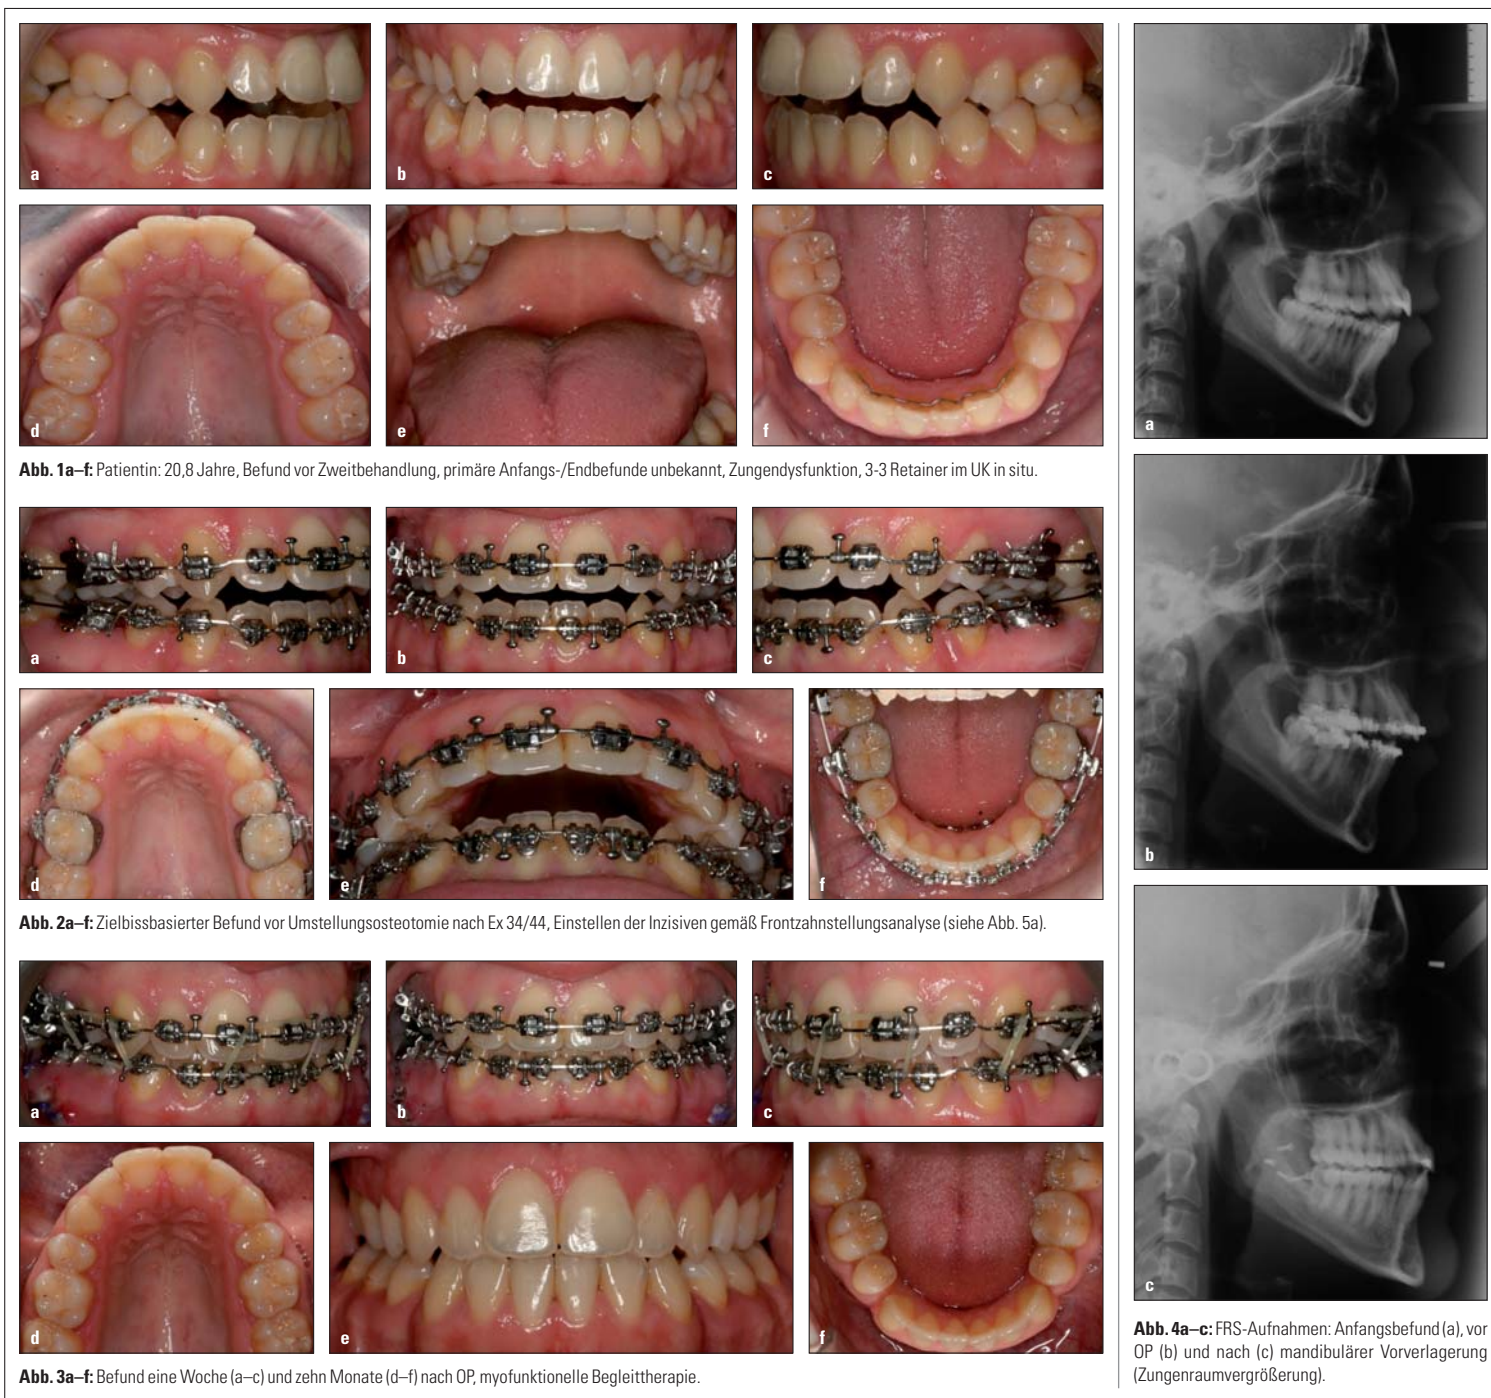 a
b
c
d
e
f
Abb. 1a–f: Patientin: 20,8 Jahre, Befund vor Zweitbehandlung, primäre Anfangs-/Endbefunde unbekannt, Zungendysfunktion, 3-3 Retainer im UK in situ.
a
b
c
d
e
f
Abb. 2a–f: Zielbissbasierter Befund vor Umstellungsosteotomie nach Ex 34/44, Einstellen der Inzisiven gemäß Frontzahnstellungsanalyse (siehe Abb. 5a).
a
b
c
d
e
f
Abb. 3a–f: Befund eine Woche (a–c) und zehn Monate (d–f) nach OP, myofunktionelle Begleittherapie.
a
b
c
Abb. 4a–c: FRS-Aufnahmen: Anfangsbefund (a), vor
OP (b) und nach (c) mandibulärer Vorverlagerung
(Zungenraumvergrößerung).